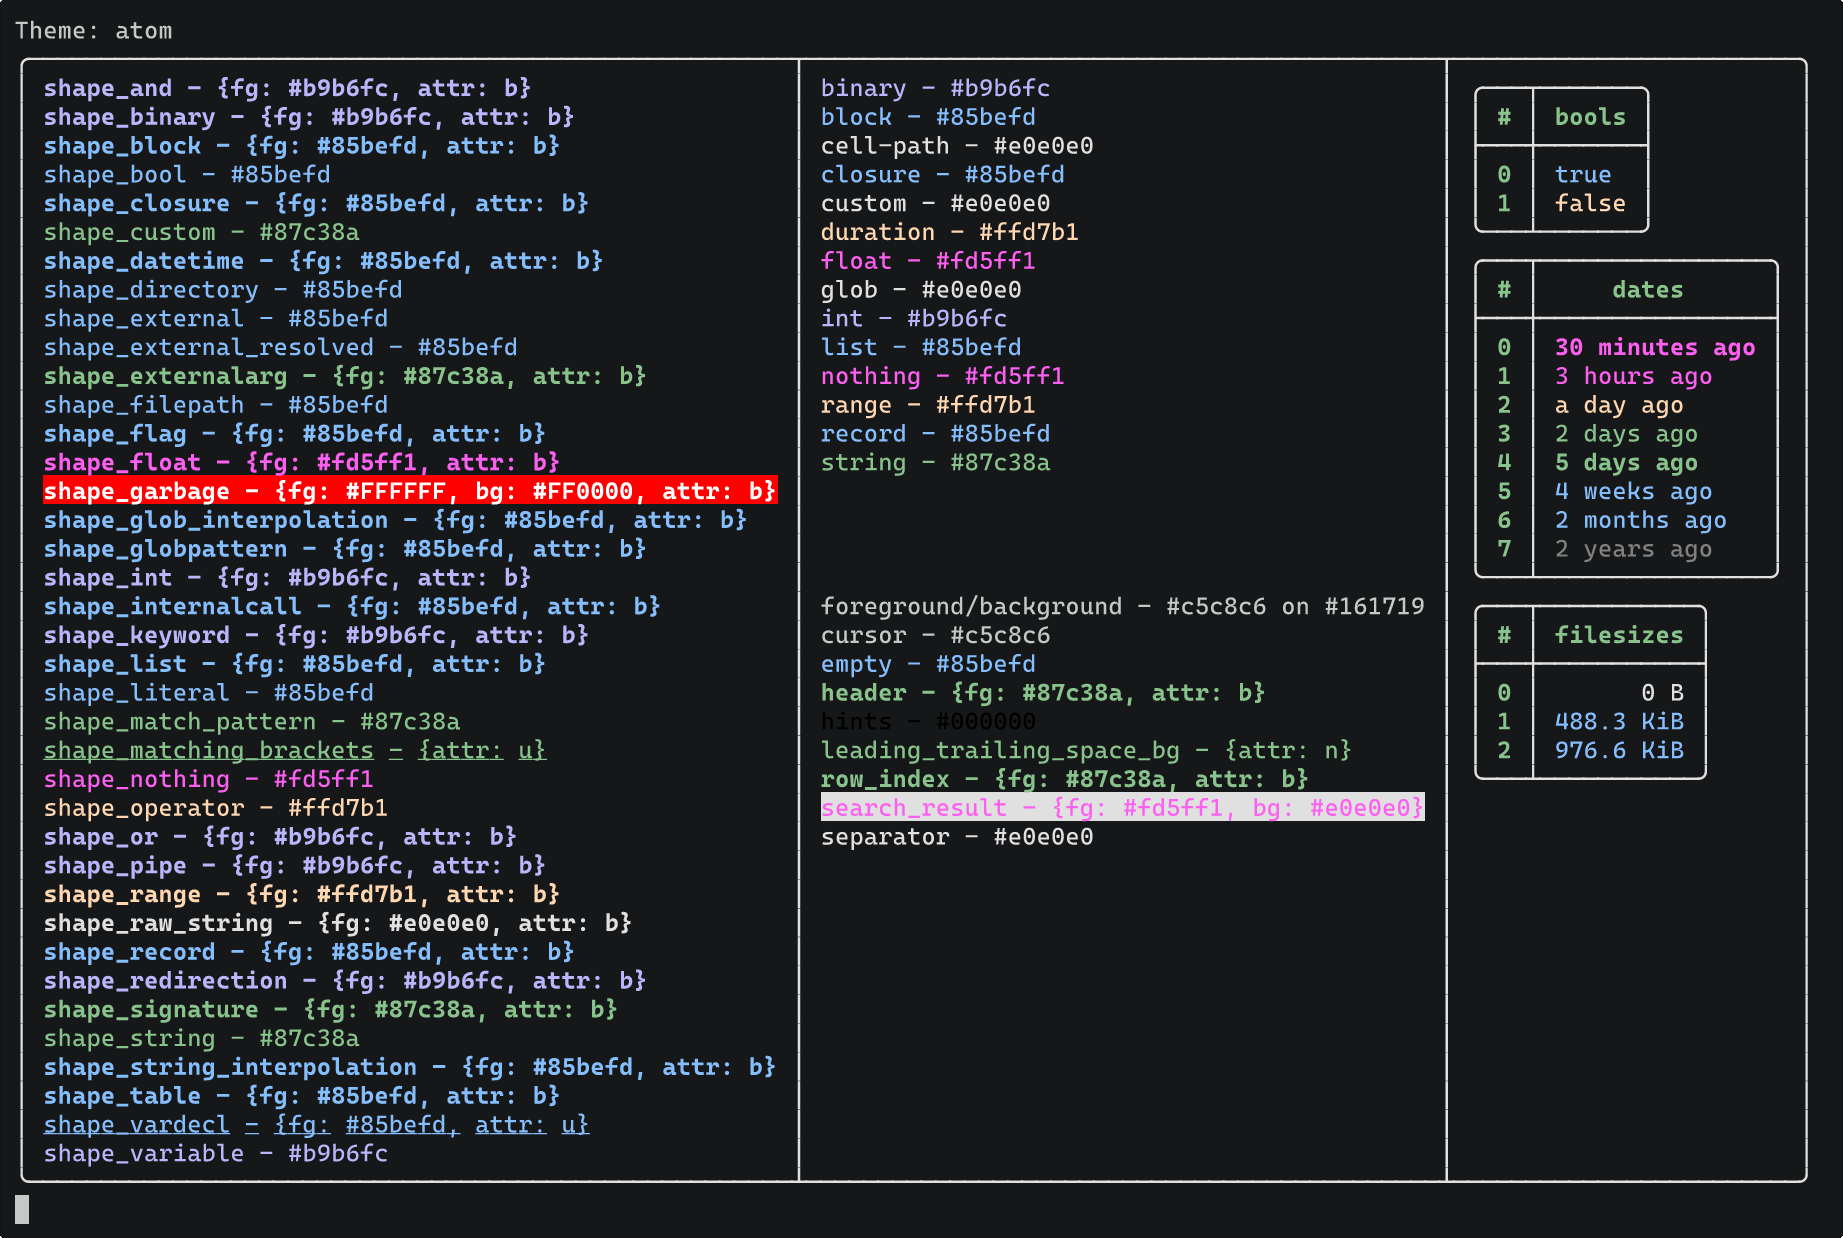 Theme: atom
shape_and - {fg: #b9b6fc, attr: b}
shape_binary - {fg: #b9b6fc, attr: b}
shape_block - {fg: #85befd, attr: b}
shape_bool - #85befd
shape_closure - {fg: #85befd, attr: b}
shape_custom - #87c38a
shape_datetime - {fg: #85befd, attr: b}
shape_directory - #85befd
shape_external - #85befd
shape_external_resolved - #85befd
shape_externalarg - {fg: #87c38a, attr: b}
shape_filepath - #85befd
shape_flag - {fg: #85befd, attr: b}
shape_float - {fg: #fd5ff1, attr: b}
shape_garbage - {fg: #FFFFFF, bg: #FF0000, attr: b}
shape_glob_interpolation - {fg: #85befd, attr: b}
shape_globpattern - {fg: #85befd, attr: b}
shape_int - {fg: #b9b6fc, attr: b}
shape_internalcall - {fg: #85befd, attr: b}
shape_keyword - {fg: #b9b6fc, attr: b}
shape_list - {fg: #85befd, attr: b}
shape_literal - #85befd
shape_match_pattern - #87c38a
shape_matching_brackets - {attr: u}
shape_nothing - #fd5ff1
shape_operator - #ffd7b1
shape_or - {fg: #b9b6fc, attr: b}
shape_pipe - {fg: #b9b6fc, attr: b}
shape_range - {fg: #ffd7b1, attr: b}
shape_raw_string - {fg: #e0e0e0, attr: b}
shape_record - {fg: #85befd, attr: b}
shape_redirection - {fg: #b9b6fc, attr: b}
shape_signature - {fg: #87c38a, attr: b}
shape_string - #87c38a
shape_string_interpolation - {fg: #85befd, attr: b}
shape_table - {fg: #85befd, attr: b}
shape_vardecl - {fg: #85befd, attr: u}
shape_variable - #b9b6fc
binary - #b9b6fc
block - #85befd
cell-path - #e0e0e0
closure - #85befd
custom - #e0e0e0
duration - #ffd7b1
float - #fd5ff1
glob - #e0e0e0
int - #b9b6fc
list - #85befd
nothing - #fd5ff1
range - #ffd7b1
record - #85befd
string - #87c38a
foreground/background - #c5c8c6 on #161719
cursor - #c5c8c6
empty - #85befd
header - {fg: #87c38a, attr: b}
hints - #000000
leading_trailing_space_bg - {attr: n}
row_index - {fg: #87c38a, attr: b}
search_result - {fg: #fd5ff1, bg: #e0e0e0}
separator - #e0e0e0
# bools
0 true
1 false
# dates
0 30 minutes ago
1 3 hours ago
2 a day ago
3 2 days ago
4 5 days ago
5 4 weeks ago
6 2 months ago
7 2 years ago
# filesizes
0 0 B
1 488.3 KiB
2 976.6 KiB